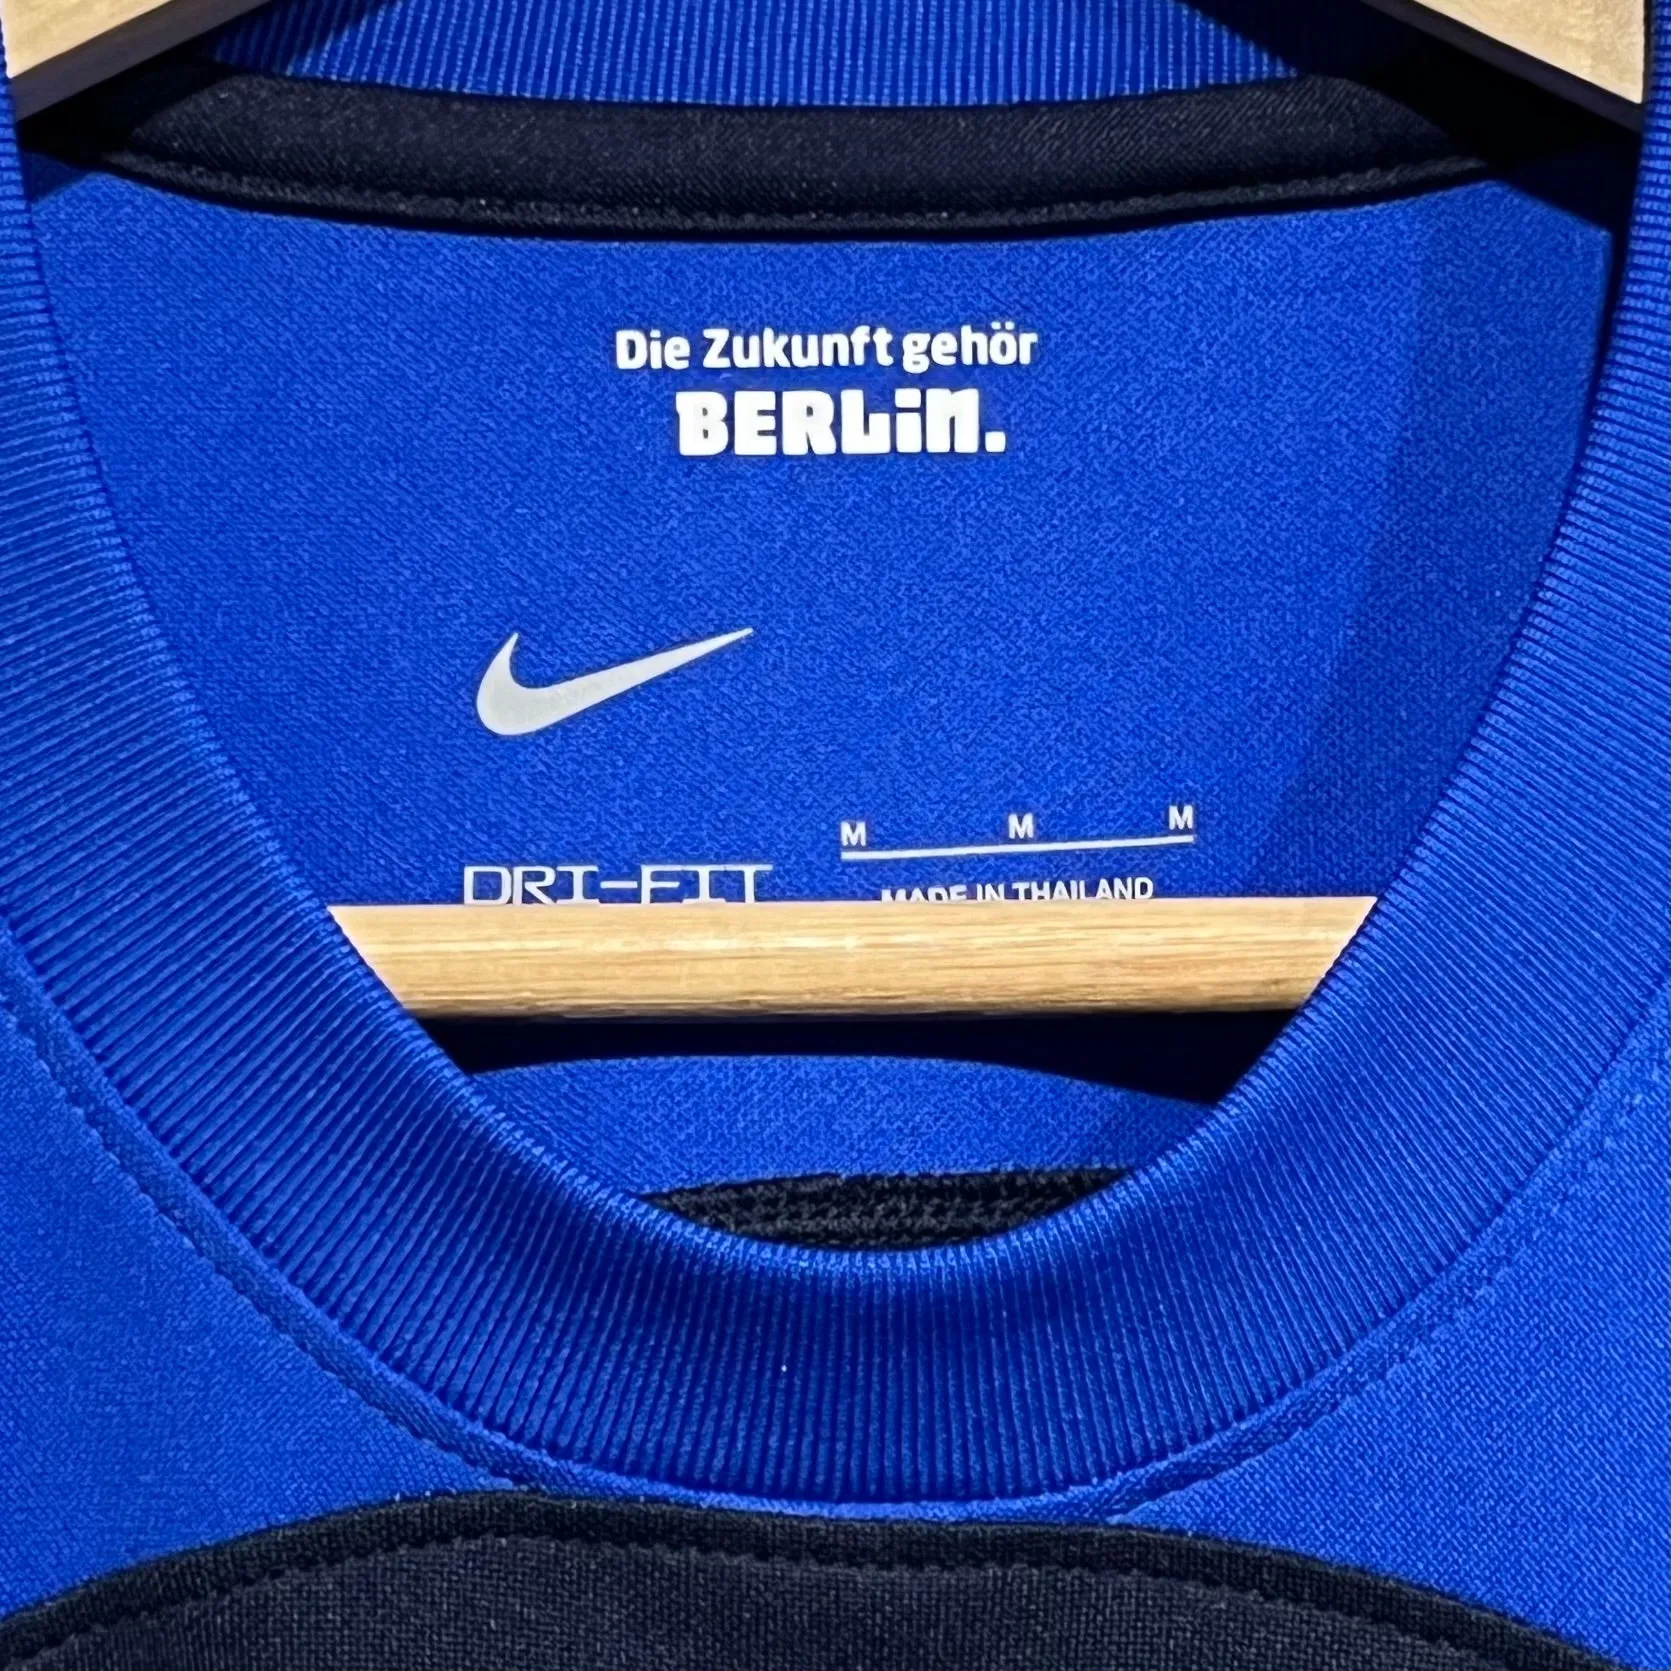 Die Zukunft gehör
BERLiN.
M M M
DRI-FIT
MADE IN THAILAND